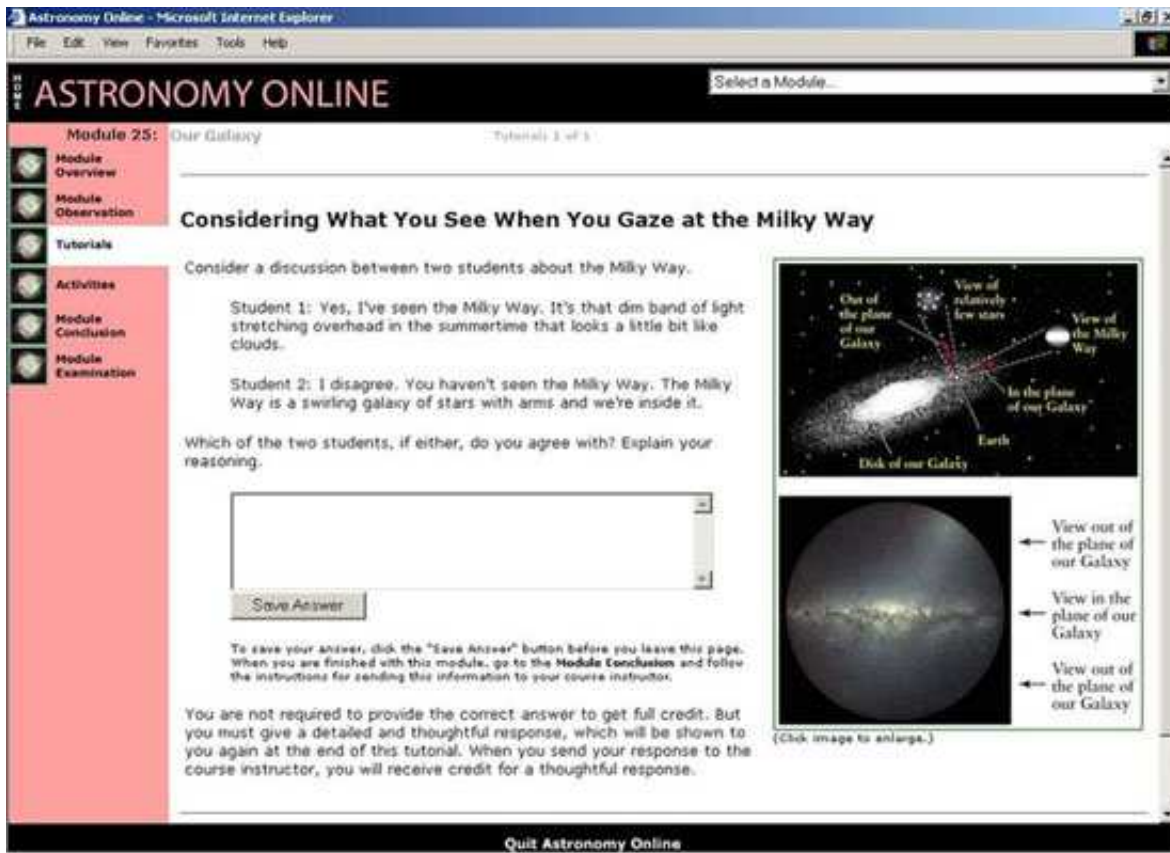 Astronomy Online - Microsoft Internet Explorer
File Edit View Favorites Tools Help
HOME
ASTRONOMY ONLINE
Select a Module...
Module 25: Our Galaxy
Tutorials 1 of
Module
Overview
Module
Observation
Tutorials
Activities
Module
Conclusion
Module
Examination
Considering What You See When You Gaze at the Milky Way
Consider a discussion between two students about the Milky Way.
Student 1: Yes, I've seen the Milky Way. It's that dim band of light
stretching overhead in the summertime that looks a little bit like
clouds.
Student 2: I disagree. You haven't seen the Milky Way. The Milky
Way is a swirling galaxy of stars with arms and we're inside it.
Which of the two students, if either, do you agree with? Explain your
reasoning.
Save Answer
To save your answer, click the "Save Answer" button before you leave this page.
When you are finished with this module, go to the Module Conclusion and follow
the instructions for sending this information to your course instructor.
You are not required to provide the correct answer to get full credit. But
you must give a detailed and thoughtful response, which will be shown to
you again at the end of this tutorial. When you send your response to the
course instructor, you will receive credit for a thoughtful response.
Out of
the plane
of our
Galaxy
View of
relatively
few stars
View of
the Milky
Way
In the plane
of our Galaxy
Earth
Disk of our Galaxy
View out of
the plane of
our Galaxy
View in the
plane of our
Galaxy
View out of
the plane of
our Galaxy
(Click image to enlarge.)
Quit Astronomy Online